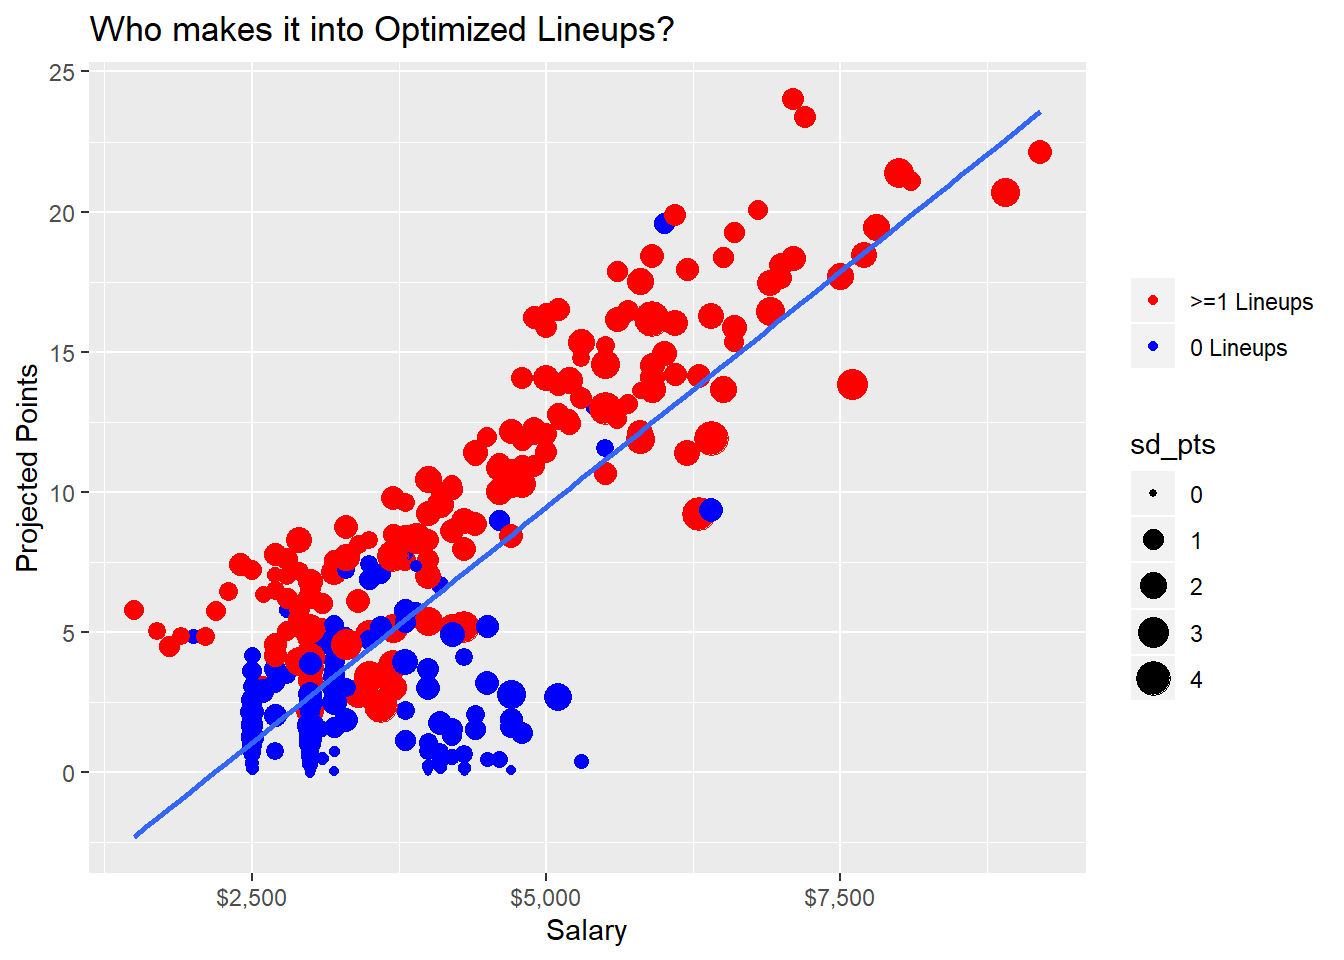 Who makes it into Optimized Lineups?
25
20
15
10
5
0
Projected Points
$2,500
$5,000
$7,500
Salary
>=1 Lineups
0 Lineups
sd_pts
0
1
2
3
4